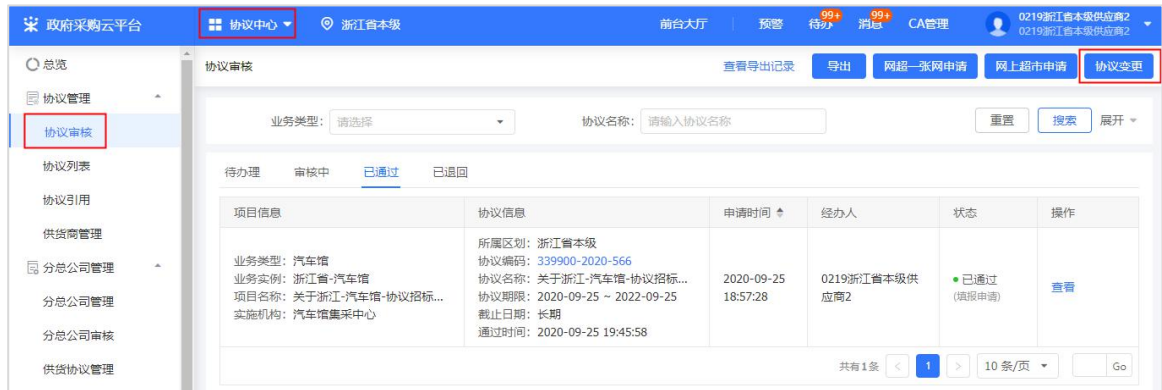 政府采购云平台 协议中心 浙江省本级 前台大厅 预警 待办 99+ 消息 99+ CA管理 0219浙江省本级供应商2
0219浙江省本级供应商2
总览
协议管理
协议审核
协议列表
协议引用
供货商管理
分总公司管理
分总公司管理
分总公司审核
供货协议管理
协议审核 查看导出记录 导出 网超一张网申请 网上超市申请 协议变更
业务类型: 请选择 协议名称: 请输入协议名称 重置 搜索 展开
待办理 审核中 已通过 已退回
项目信息 协议信息 申请时间 经办人 状态 操作
业务类型: 汽车馆
业务实例: 浙江省-汽车馆
项目名称: 关于浙江-汽车馆-协议招标...
实施机构: 汽车馆集采中心
所属区划: 浙江省本级
协议编码: 339900-2020-566
协议名称: 关于浙江-汽车馆-协议招标...
协议期限: 2020-09-25 ~ 2022-09-25
截止日期: 长期
通过时间: 2020-09-25 19:45:58
2020-09-25
18:57:28
0219浙江省本级供
应商2
已通过
(填报申请)
查看
共有1条 < 1 > 10 条/页 Go